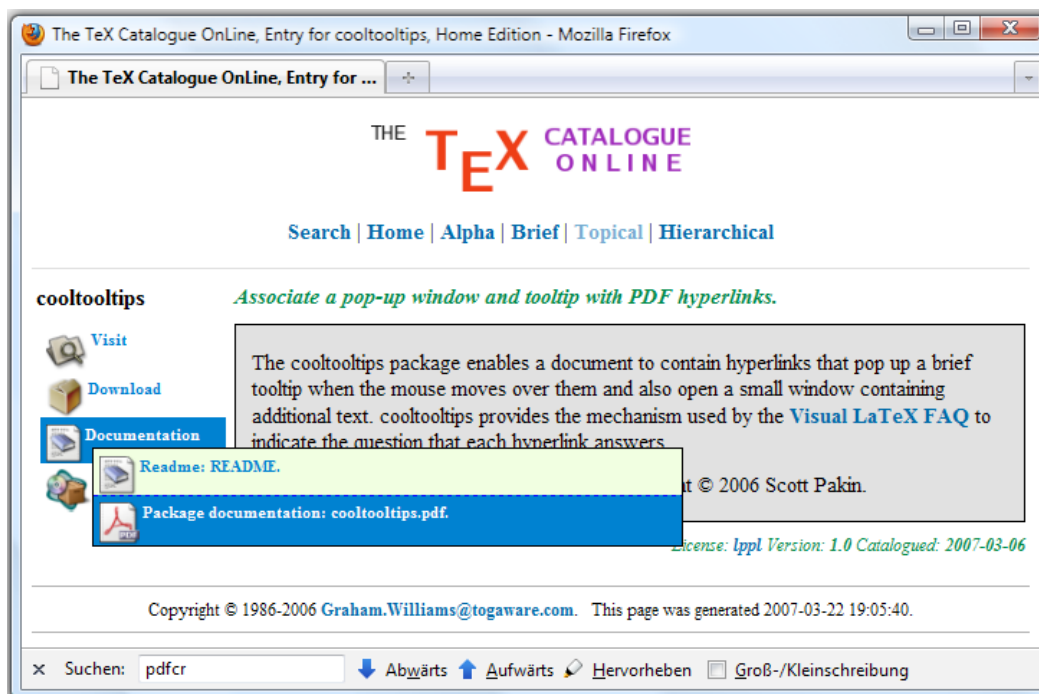 The TeX Catalogue OnLine, Entry for cooltooltips, Home Edition - Mozilla Firefox
The TeX Catalogue OnLine, Entry for ...
THE TEX CATALOGUE
ONLINE
Search | Home | Alpha | Brief | Topical | Hierarchical
cooltooltips
Associate a pop-up window and tooltip with PDF hyperlinks.
Visit
Download
Documentation
The cooltooltips package enables a document to contain hyperlinks that pop up a brief
tooltip when the mouse moves over them and also open a small window containing
additional text. cooltooltips provides the mechanism used by the Visual LaTeX FAQ to
indicate the question that each hyperlink answers
Readme: README.
Package documentation: cooltooltips.pdf.
© 2006 Scott Pakin.
License: lppl Version: 1.0 Catalogued: 2007-03-06
Copyright © 1986-2006 Graham.Williams@togaware.com. This page was generated 2007-03-22 19:05:40.
Suchen: pdfcr Abwärts Aufwärts Hervorheben Groß-/Kleinschreibung